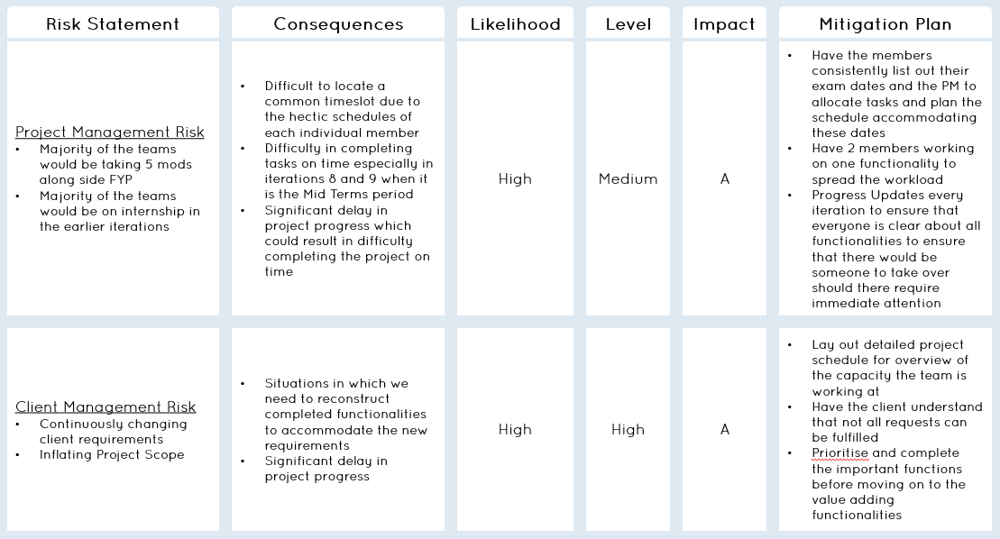 Risk Statement
Consequences
Likelihood
Level
Impact
Mitigation Plan
Project Management Risk
• Majority of the teams
would be taking 5 mods
along side FYP
• Majority of the teams
would be on internship in
the earlier iterations
• Difficult to locate a
common timeslot due to
the hectic schedules of
each individual member
• Difficulty in completing
tasks on time especially in
iterations 8 and 9 when it
is the Mid Terms period
• Significant delay in
project progress which
could result in difficulty
completing the project on
time
High
Medium
A
• Have the members
consistently list out their
exam dates and the PM to
allocate tasks and plan the
schedule accommodating
these dates
• Have 2 members working
on one functionality to
spread the workload
• Progress Updates every
iteration to ensure that
everyone is clear about all
functionalities to ensure
that there would be
someone to take over
should there require
immediate attention
Client Management Risk
• Continuously changing
client requirements
• Inflating Project Scope
• Situations in which we
need to reconstruct
completed functionalities
to accommodate the new
requirements
• Significant delay in
project progress
High
High
A
• Lay out detailed project
schedule for overview of
the capacity the team is
working at
• Have the client understand
that not all requests can
be fulfilled
• Prioritise and complete
the important functions
before moving on to the
value adding
functionalities